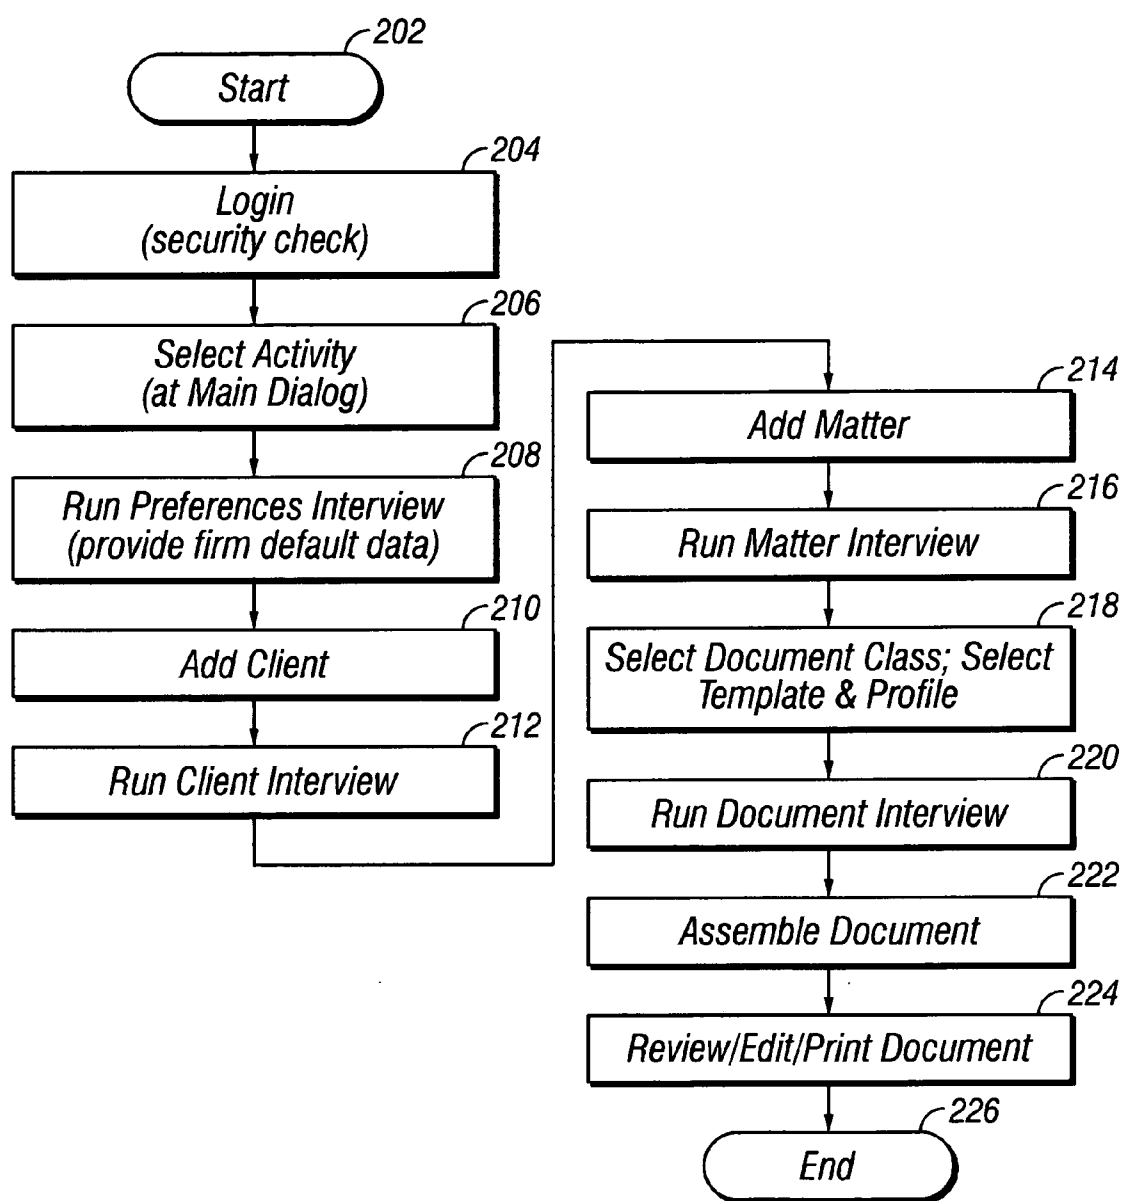 202
Start
204
Login
(security check)
206
Select Activity
(at Main Dialog)
208
Run Preferences Interview
(provide firm default data)
210
Add Client
212
Run Client Interview
214
Add Matter
216
Run Matter Interview
218
Select Document Class; Select
Template & Profile
220
Run Document Interview
222
Assemble Document
224
Review/Edit/Print Document
226
End